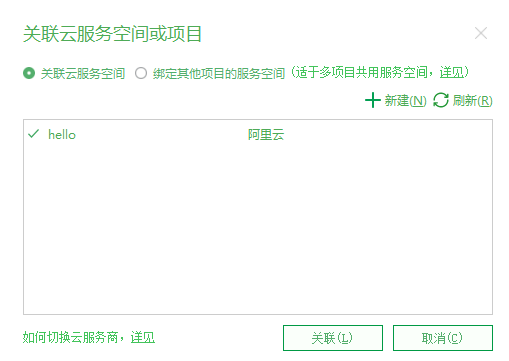 关联云服务空间或项目
关联云服务空间 绑定其他项目的服务空间 (适于多项目共用服务空间，详见)
新建(N) 刷新(R)
hello 阿里云
如何切换云服务商，详见 关联(L) 取消(C)